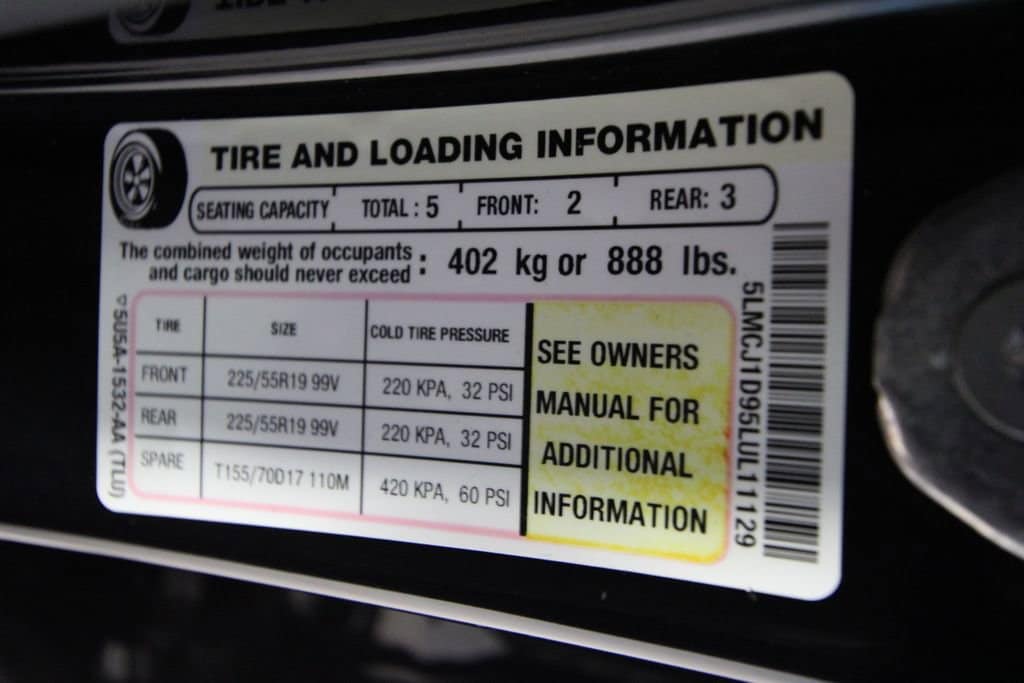 TIRE AND LOADING INFORMATION
SEATING CAPACITY TOTAL : 5 FRONT: 2 REAR: 3
The combined weight of occupants
and cargo should never exceed : 402 kg or 888 lbs.
TIRE SIZE COLD TIRE PRESSURE
FRONT 225/55R19 99V 220 KPA, 32 PSI
REAR 225/55R19 99V 220 KPA, 32 PSI
SPARE T155/70D17 110M 420 KPA, 60 PSI
SEE OWNERS
MANUAL FOR
ADDITIONAL
INFORMATION
5LMCJ1D95LUL11129
5U5A-1532-AA (TLU)